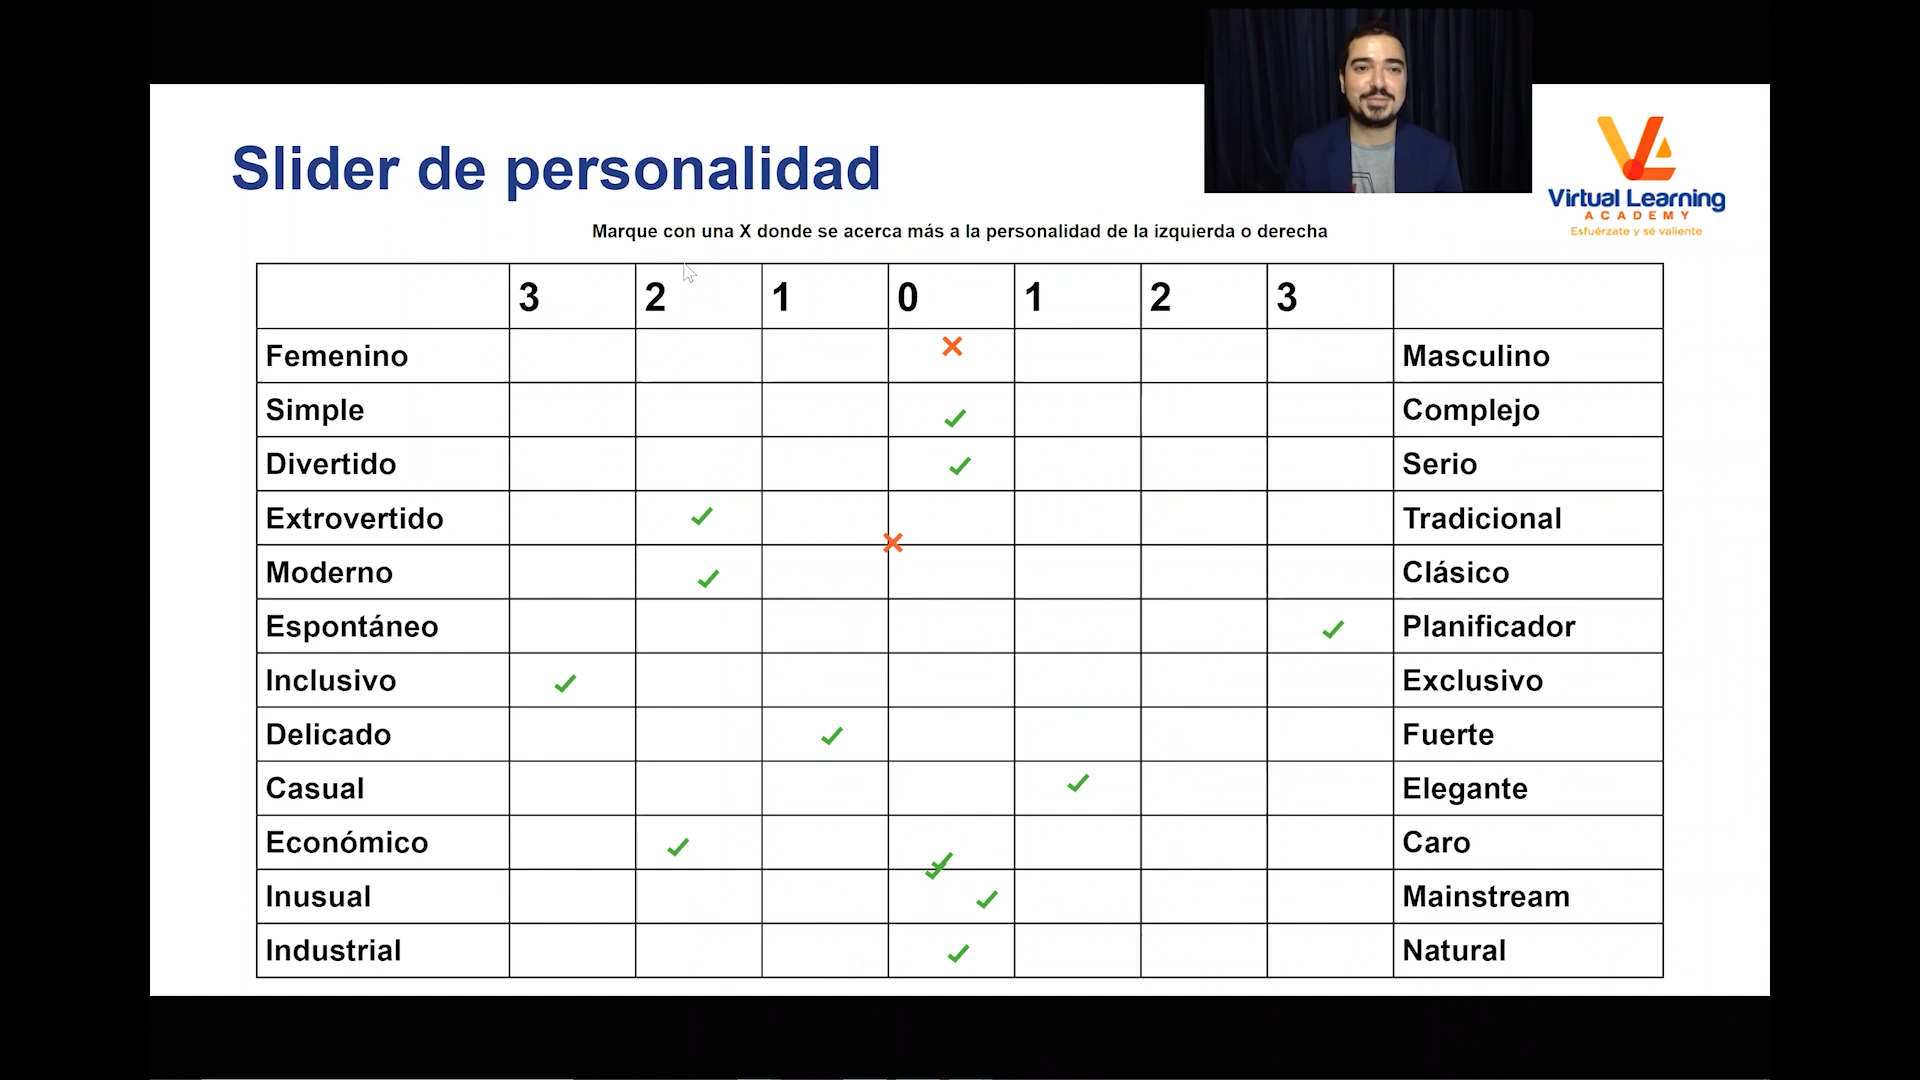 Slider de personalidad
Virtual Learning
ACADEMY
Esfuérzate y sé valiente
Marque con una X donde se acerca más a la personalidad de la izquierda o derecha
3 2 1 0 1 2 3
Femenino Masculino
Simple Complejo
Divertido Serio
Extrovertido Tradicional
Moderno Clásico
Espontáneo Planificador
Inclusivo Exclusivo
Delicado Fuerte
Casual Elegante
Económico Caro
Inusual Mainstream
Industrial Natural